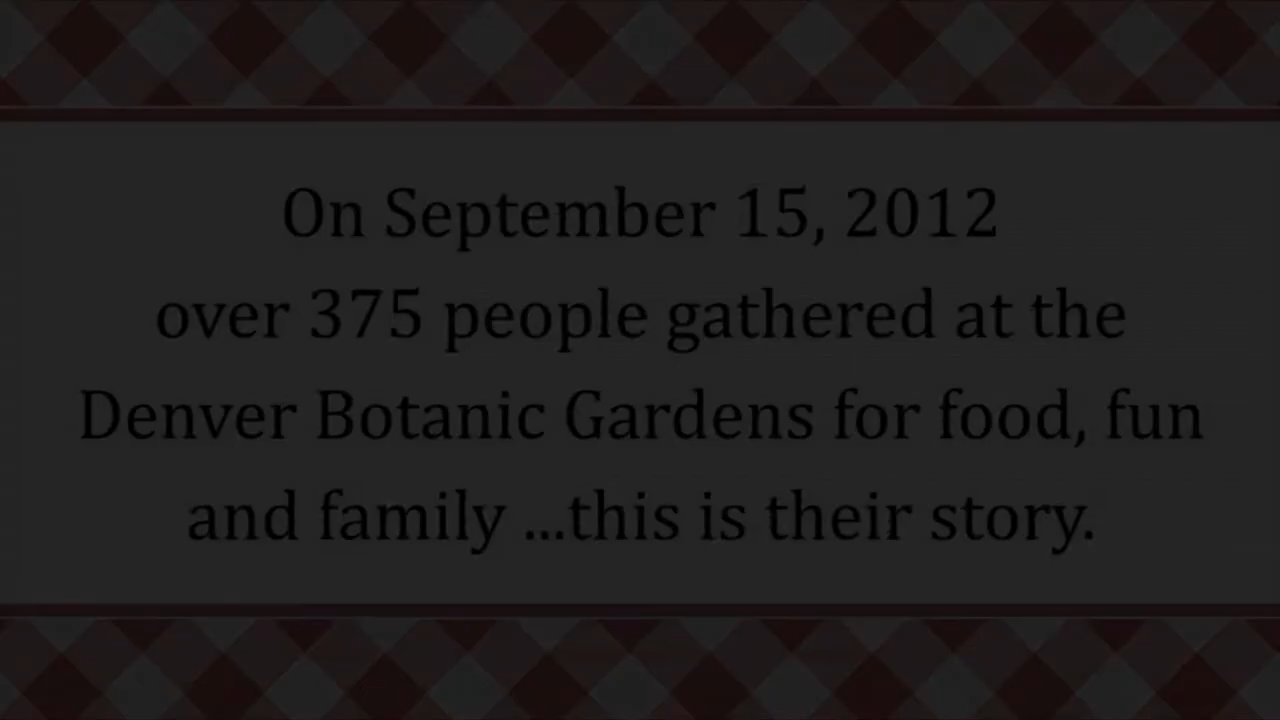 On September 15, 2012
over 375 people gathered at the
Denver Botanic Gardens for food, fun
and family ...this is their story.